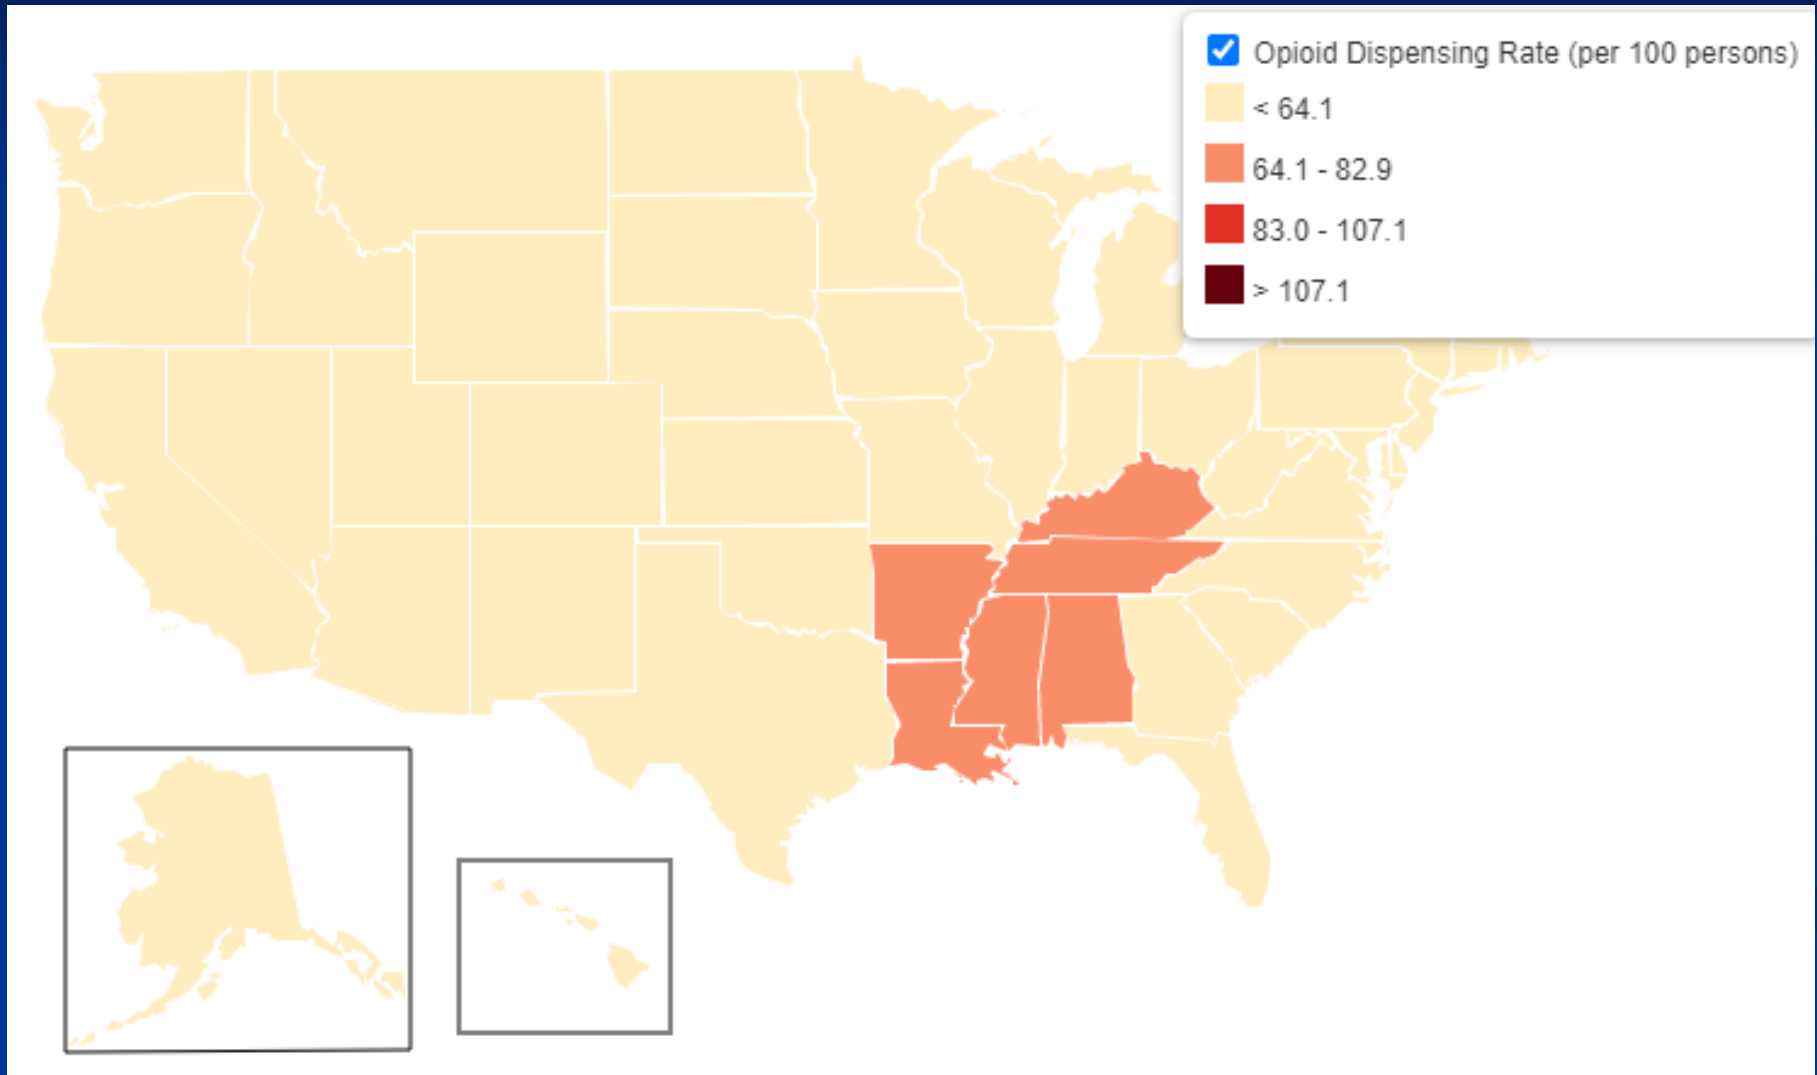 Opioid Dispensing Rate (per 100 persons)
< 64.1
64.1 - 82.9
83.0 - 107.1
> 107.1